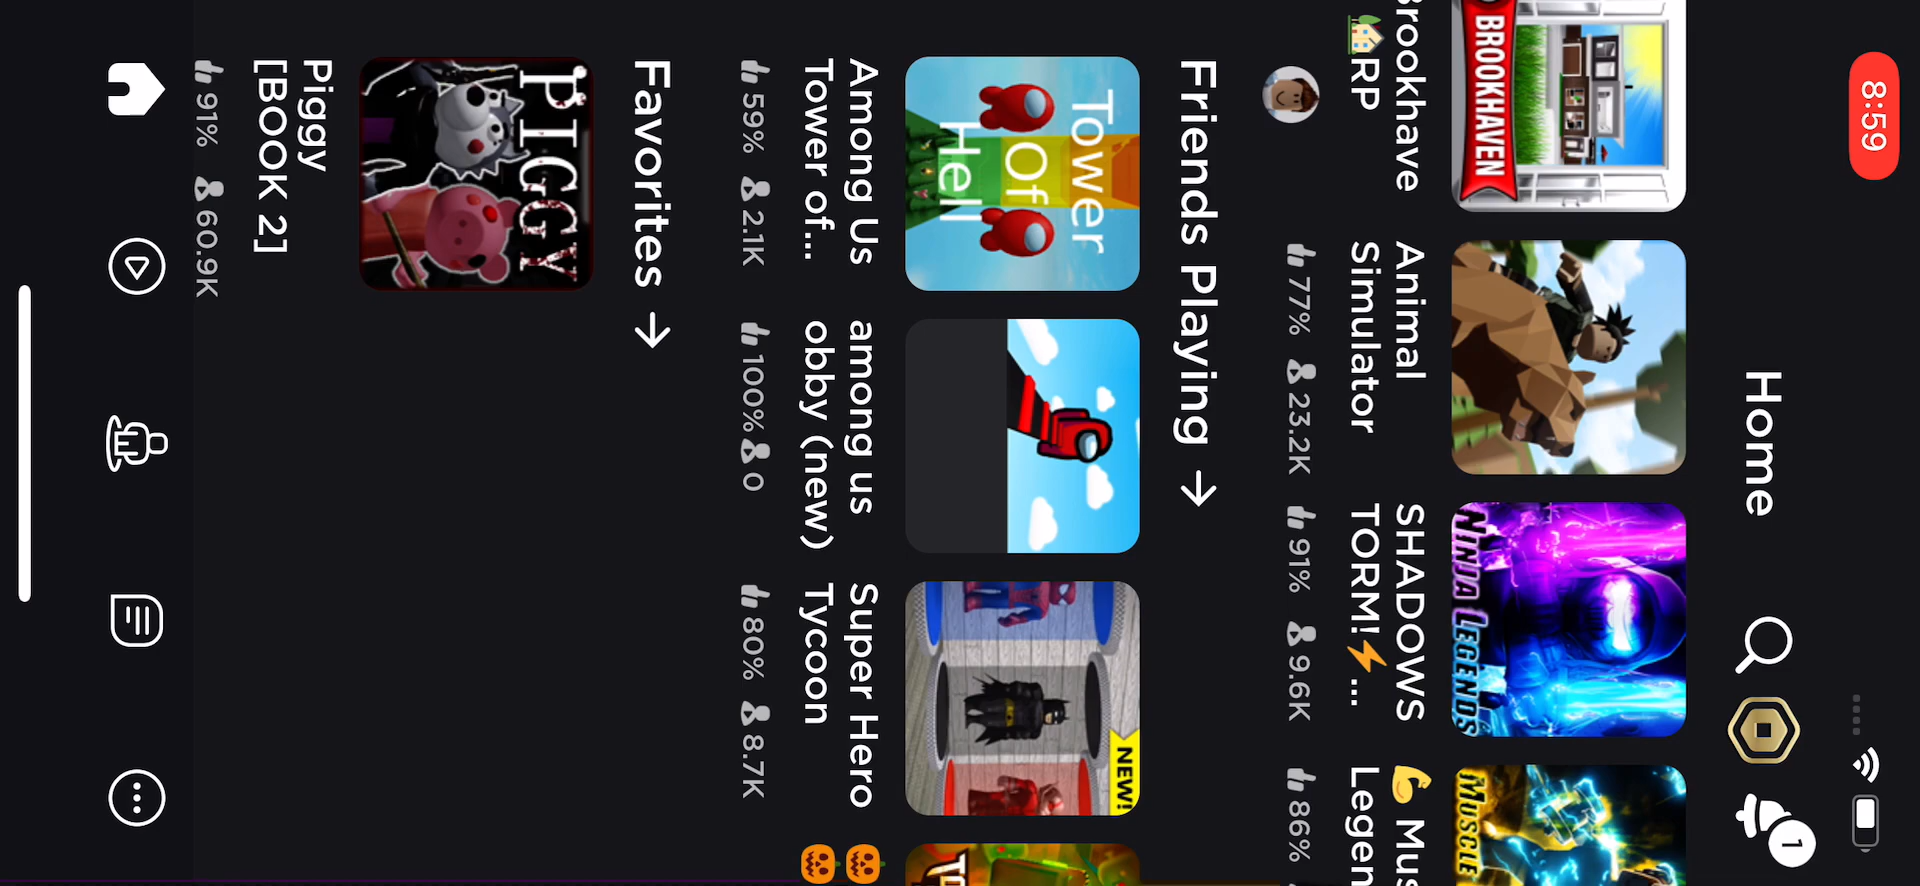 8:59
Home
1
BROOKHAVEN
NINJA LEGENDS
MUSCLE
Brookhave
RP
Animal
Simulator
77% 23.2K
SHADOWS
TORM!⚡...
91% 9.6K
💪 Mus
Legen
86%
Friends Playing →
Tower
Of
Hell
NEW!
Among Us
Tower of...
59% 2.1K
among us
obby (new)
100% 0
Super Hero
Tycoon
80% 8.7K
🎃🎃
Favorites →
PIGGY
Piggy
[BOOK 2]
91% 60.9K